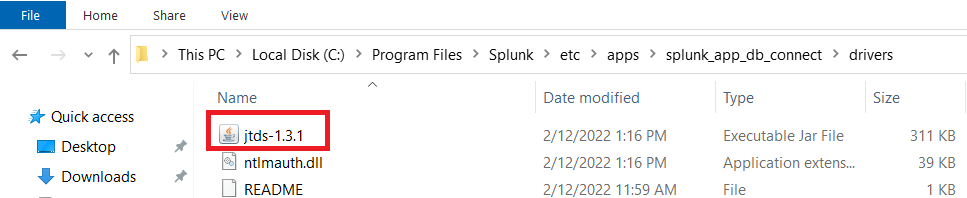 File Home Share View
This PC > Local Disk (C:) > Program Files > Splunk > etc > apps > splunk_app_db_connect > drivers
Name Date modified Type Size
Quick access
Desktop
Downloads
jtds-1.3.1 2/12/2022 1:16 PM Executable Jar File 311 KB
ntlmauth.dll 2/12/2022 1:16 PM Application extens... 39 KB
README 2/12/2022 11:59 AM File 1 KB